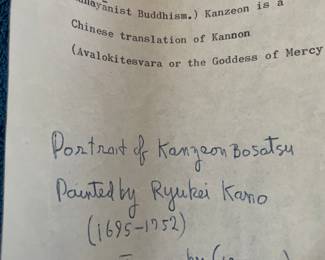 Mahayanist Buddhism.) Kanzeon is a
Chinese translation of Kannon
(Avalokitesvara or the Goddess of Mercy
Portrait of Kanzeon Bosatsu
Painted by Ryukei Kano
(1695-1752)
by